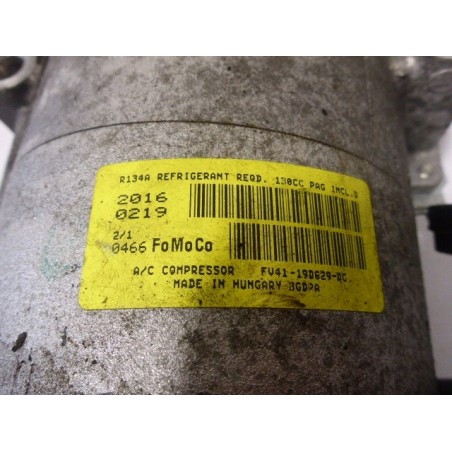 R134A REFRIGERANT REQD. 130CC PAG INCL.D
2016
0219
2/1
0466 FoMoCo
A/C COMPRESSOR FV41-19D629-DC
MADE IN HUNGARY BGDPA